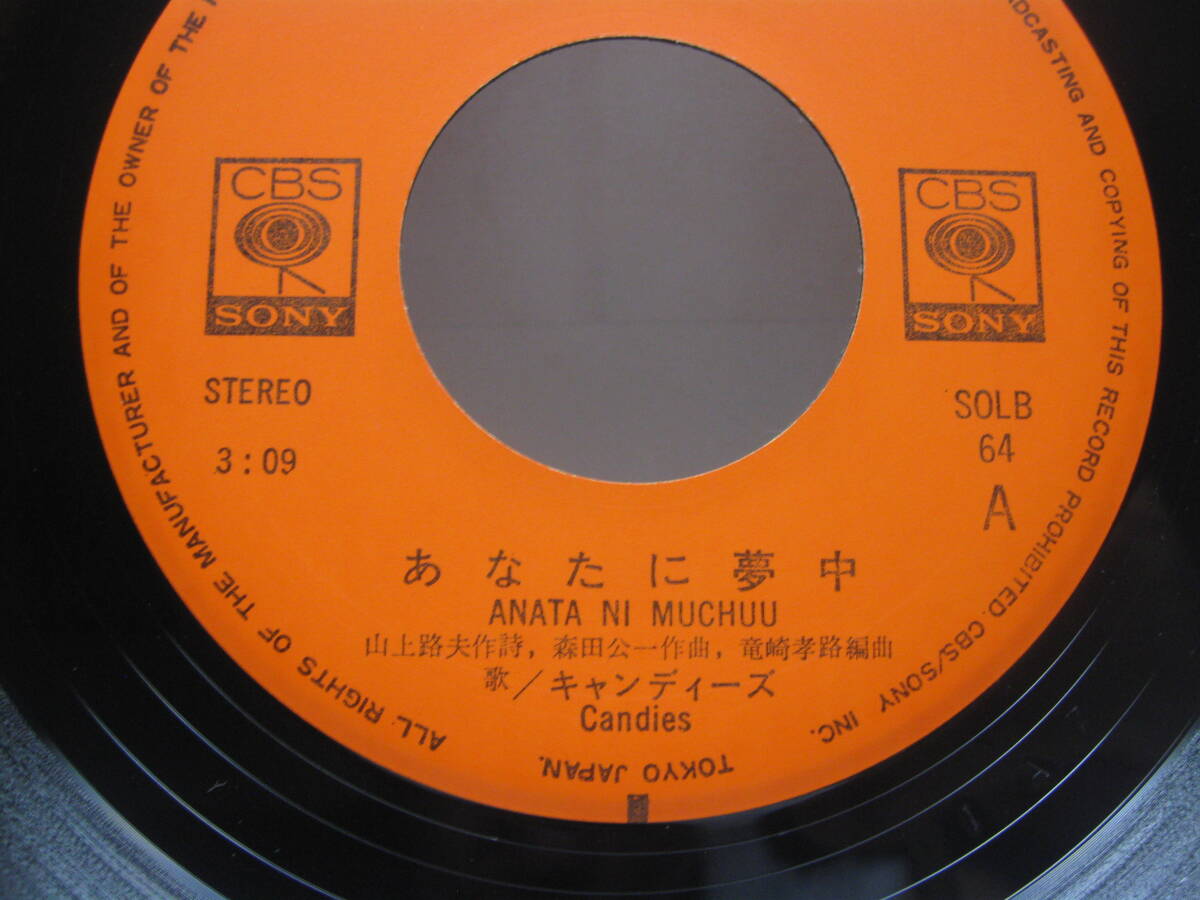 CBS
SONY
CBS
SONY
STEREO
3:09
SOLB
64
A
あなたに夢中
ANATA NI MUCHUU
山上路夫作詩, 森田公一作曲, 竜崎孝路編曲
歌／キャンディーズ
Candies
ALL RIGHTS OF THE MANUFACTURER AND OF THE OWNER OF THE
AND COPYING OF THIS RECORD PROHIBITED. CBS/SONY INC.
TOKYO JAPAN.